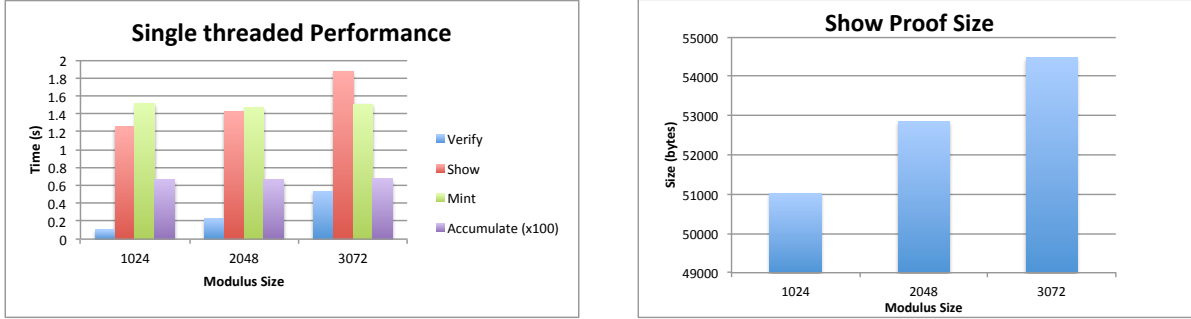 Single threaded Performance
2
1.8
1.6
1.4
1.2
1
0.8
0.6
0.4
0.2
0
Time (s)
1024 2048 3072
Modulus Size
Verify
Show
Mint
Accumulate (x100)
Show Proof Size
55000
54000
53000
52000
51000
50000
49000
Size (bytes)
1024 2048 3072
Modulus Size